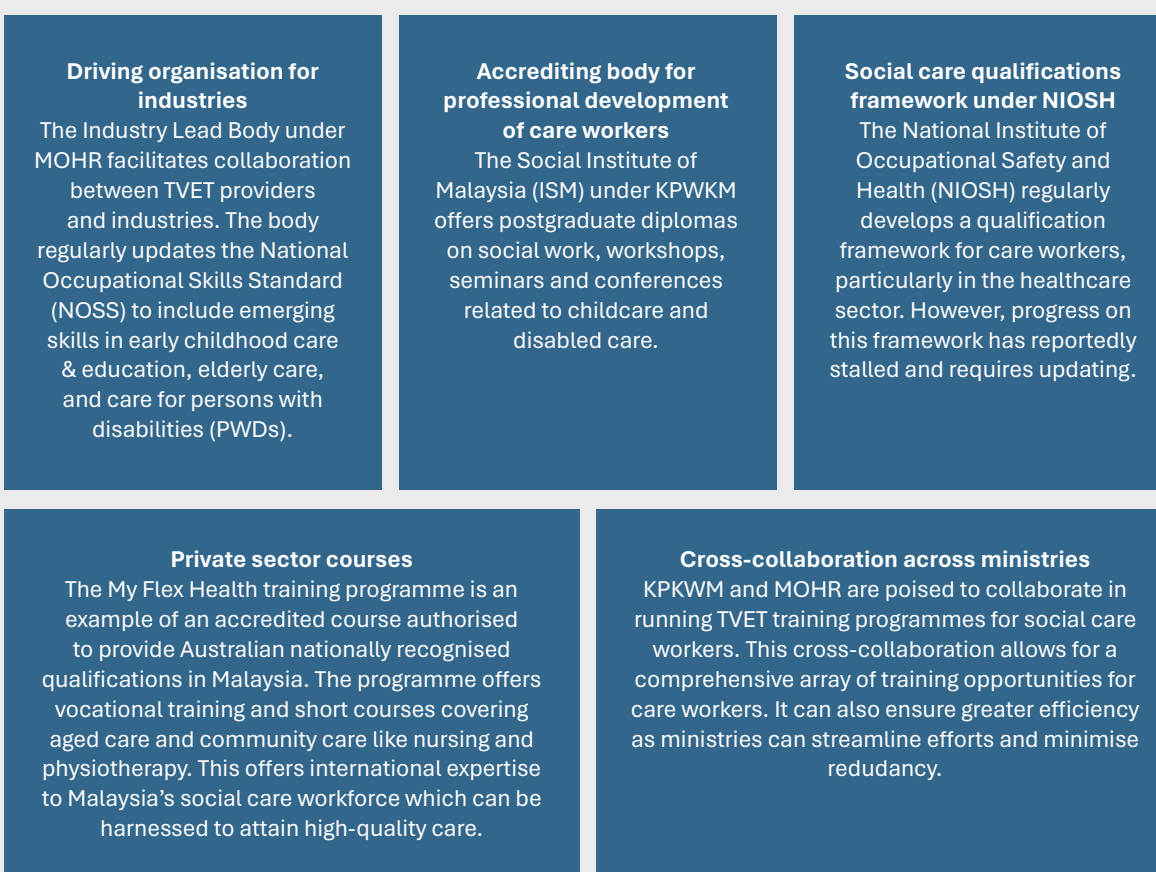 Driving organisation for
industries
The Industry Lead Body under
MOHR facilitates collaboration
between TVET providers
and industries. The body
regularly updates the National
Occupational Skills Standard
(NOSS) to include emerging
skills in early childhood care
& education, elderly care,
and care for persons with
disabilities (PWDs).
Accrediting body for
professional development
of care workers
The Social Institute of
Malaysia (ISM) under KPWKM
offers postgraduate diplomas
on social work, workshops,
seminars and conferences
related to childcare and
disabled care.
Social care qualifications
framework under NIOSH
The National Institute of
Occupational Safety and
Health (NIOSH) regularly
develops a qualification
framework for care workers,
particularly in the healthcare
sector. However, progress on
this framework has reportedly
stalled and requires updating.
Private sector courses
The My Flex Health training programme is an
example of an accredited course authorised
to provide Australian nationally recognised
qualifications in Malaysia. The programme offers
vocational training and short courses covering
aged care and community care like nursing and
physiotherapy. This offers international expertise
to Malaysia's social care workforce which can be
harnessed to attain high-quality care.
Cross-collaboration across ministries
KPKWM and MOHR are poised to collaborate in
running TVET training programmes for social care
workers. This cross-collaboration allows for a
comprehensive array of training opportunities for
care workers. It can also ensure greater efficiency
as ministries can streamline efforts and minimise
redudancy.